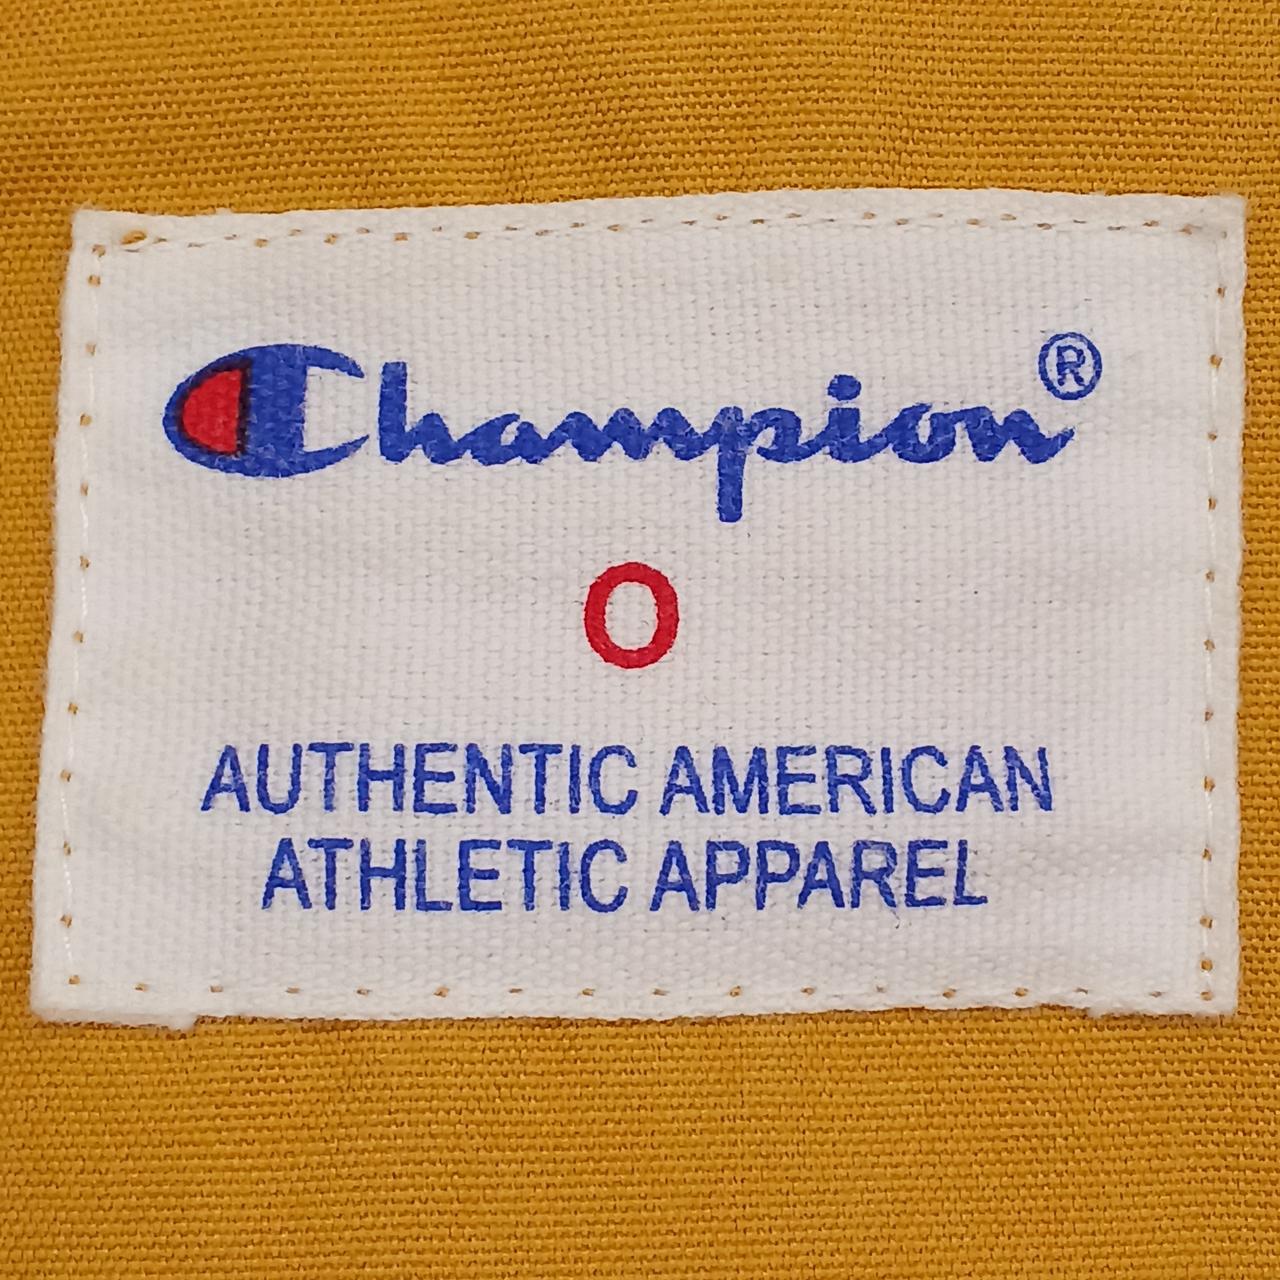 Champion®
O
AUTHENTIC AMERICAN
ATHLETIC APPAREL